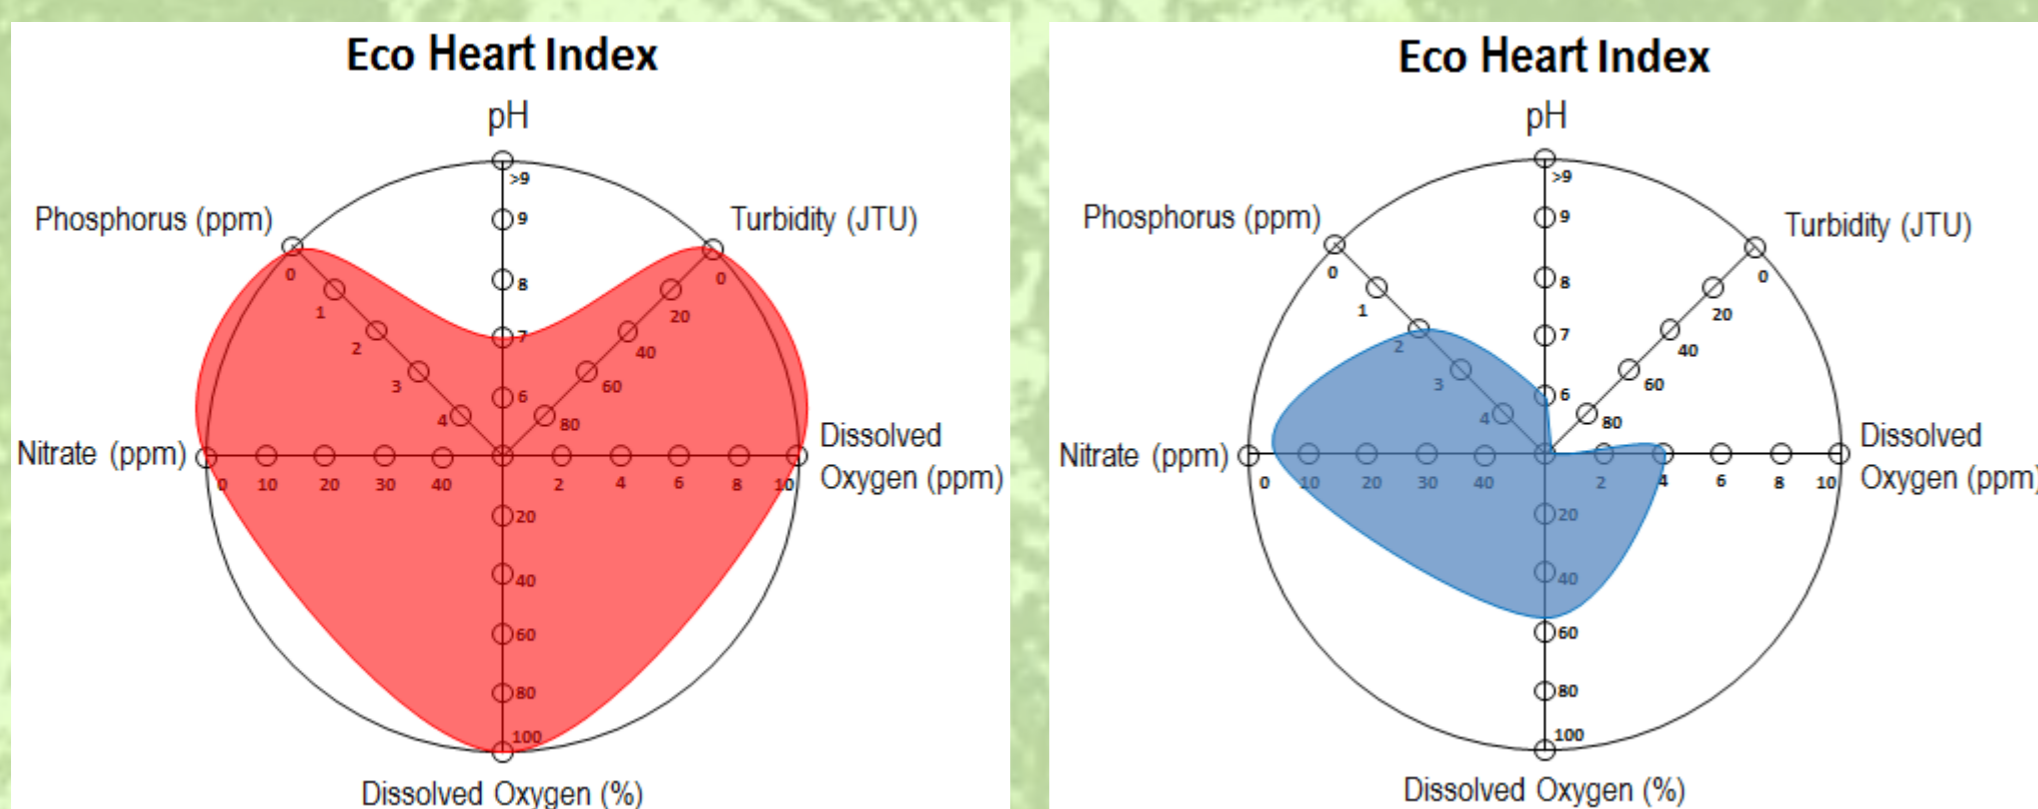 Eco Heart Index
pH
>9
9
8
7
6
Phosphorus (ppm)
0
1
2
3
4
Turbidity (JTU)
0
20
40
60
80
Nitrate (ppm)
0 10 20 30 40
2 4 6 8 10
Dissolved
Oxygen (ppm)
20
40
60
80
100
Dissolved Oxygen (%)
Eco Heart Index
pH
>9
9
8
7
6
Phosphorus (ppm)
0
1
2
3
4
Turbidity (JTU)
0
20
40
60
80
Nitrate (ppm)
0 10 20 30 40
2 4 6 8 10
Dissolved
Oxygen (ppm)
20
40
60
80
100
Dissolved Oxygen (%)